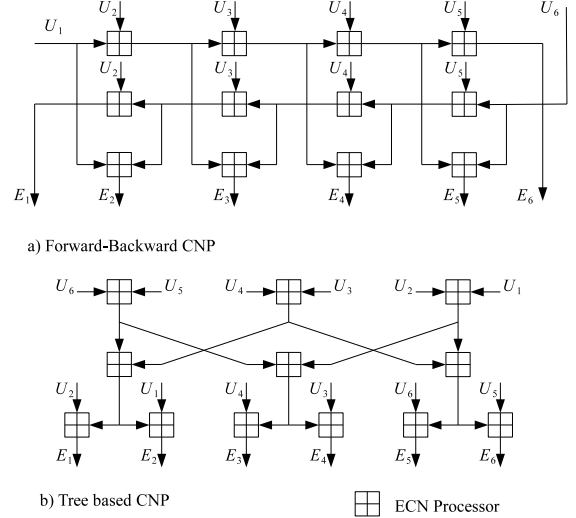 U2 U3 U4 U5 U6
U1
U2 U3 U4 U5
E1 E2 E3 E4 E5 E6
a) Forward-Backward CNP
U6 U5 U4 U3 U2 U1
U2 U1 U4 U3 U6 U5
E1 E2 E3 E4 E5 E6
b) Tree based CNP
ECN Processor